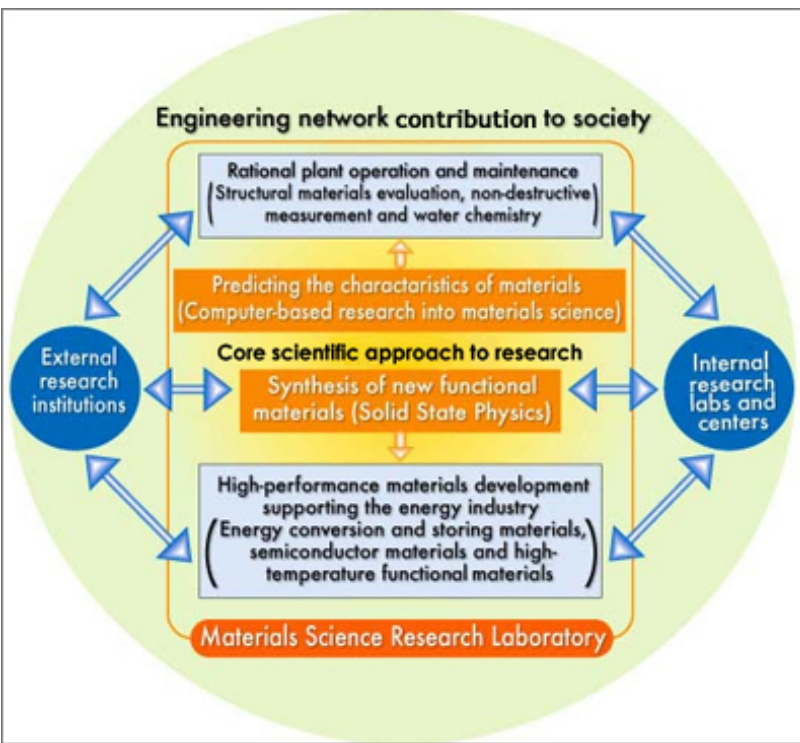 Engineering network contribution to society
Rational plant operation and maintenance
(Structural materials evaluation, non-destructive
measurement and water chemistry)
Predicting the charactaristics of materials
(Computer-based research into materials science)
Core scientific approach to research
External
research
institutions
Synthesis of new functional
materials (Solid State Physics)
Internal
research
labs and
centers
High-performance materials development
supporting the energy industry
(Energy conversion and storing materials,
semiconductor materials and high-
temperature functional materials)
Materials Science Research Laboratory